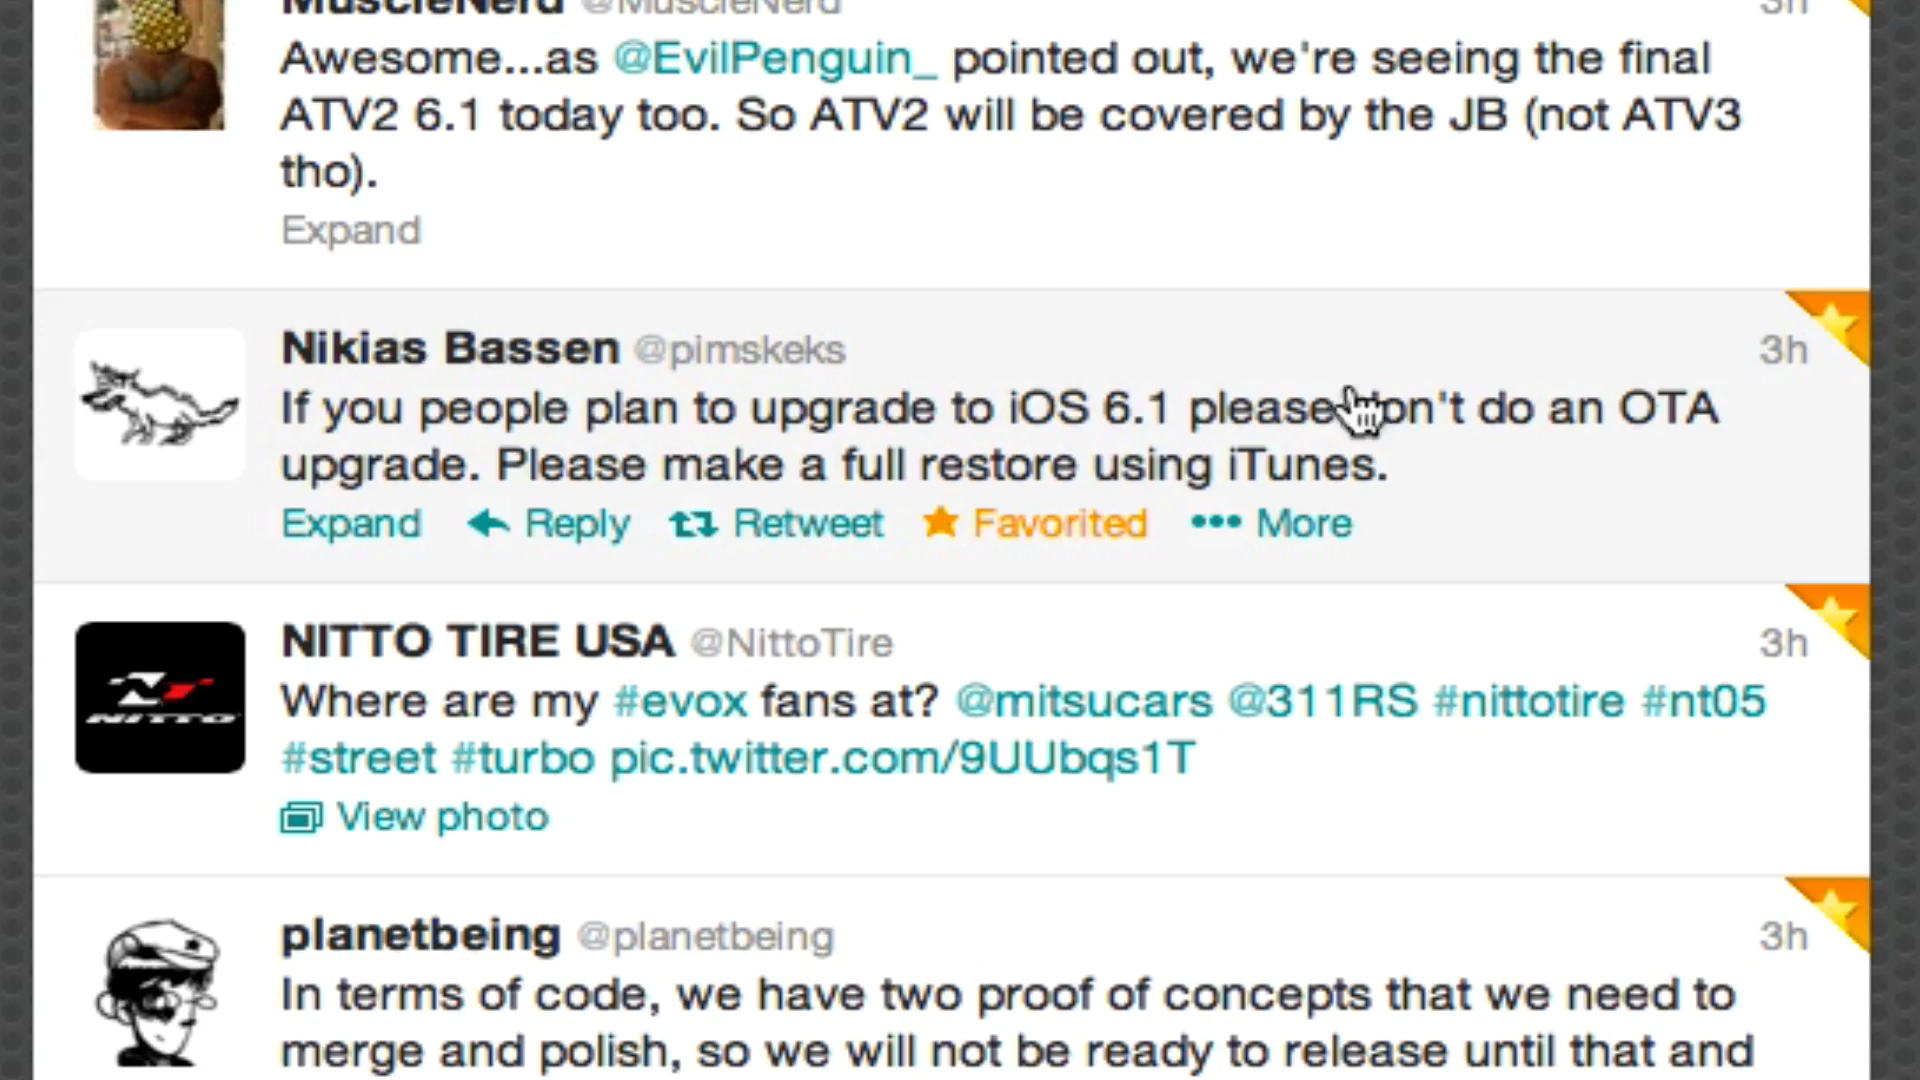 MuscleNerd @MuscleNerd 3h
Awesome...as @EvilPenguin_ pointed out, we're seeing the final
ATV2 6.1 today too. So ATV2 will be covered by the JB (not ATV3
tho).
Expand
Nikias Bassen @pimskeks 3h
If you people plan to upgrade to iOS 6.1 please don't do an OTA
upgrade. Please make a full restore using iTunes.
Expand Reply Retweet Favorited More
NITTO TIRE USA @NittoTire 3h
Where are my #evox fans at? @mitsucars @311RS #nittotire #nt05
NITTO
#street #turbo pic.twitter.com/9UUbqs1T
View photo
planetbeing @planetbeing 3h
In terms of code, we have two proof of concepts that we need to
merge and polish, so we will not be ready to release until that and